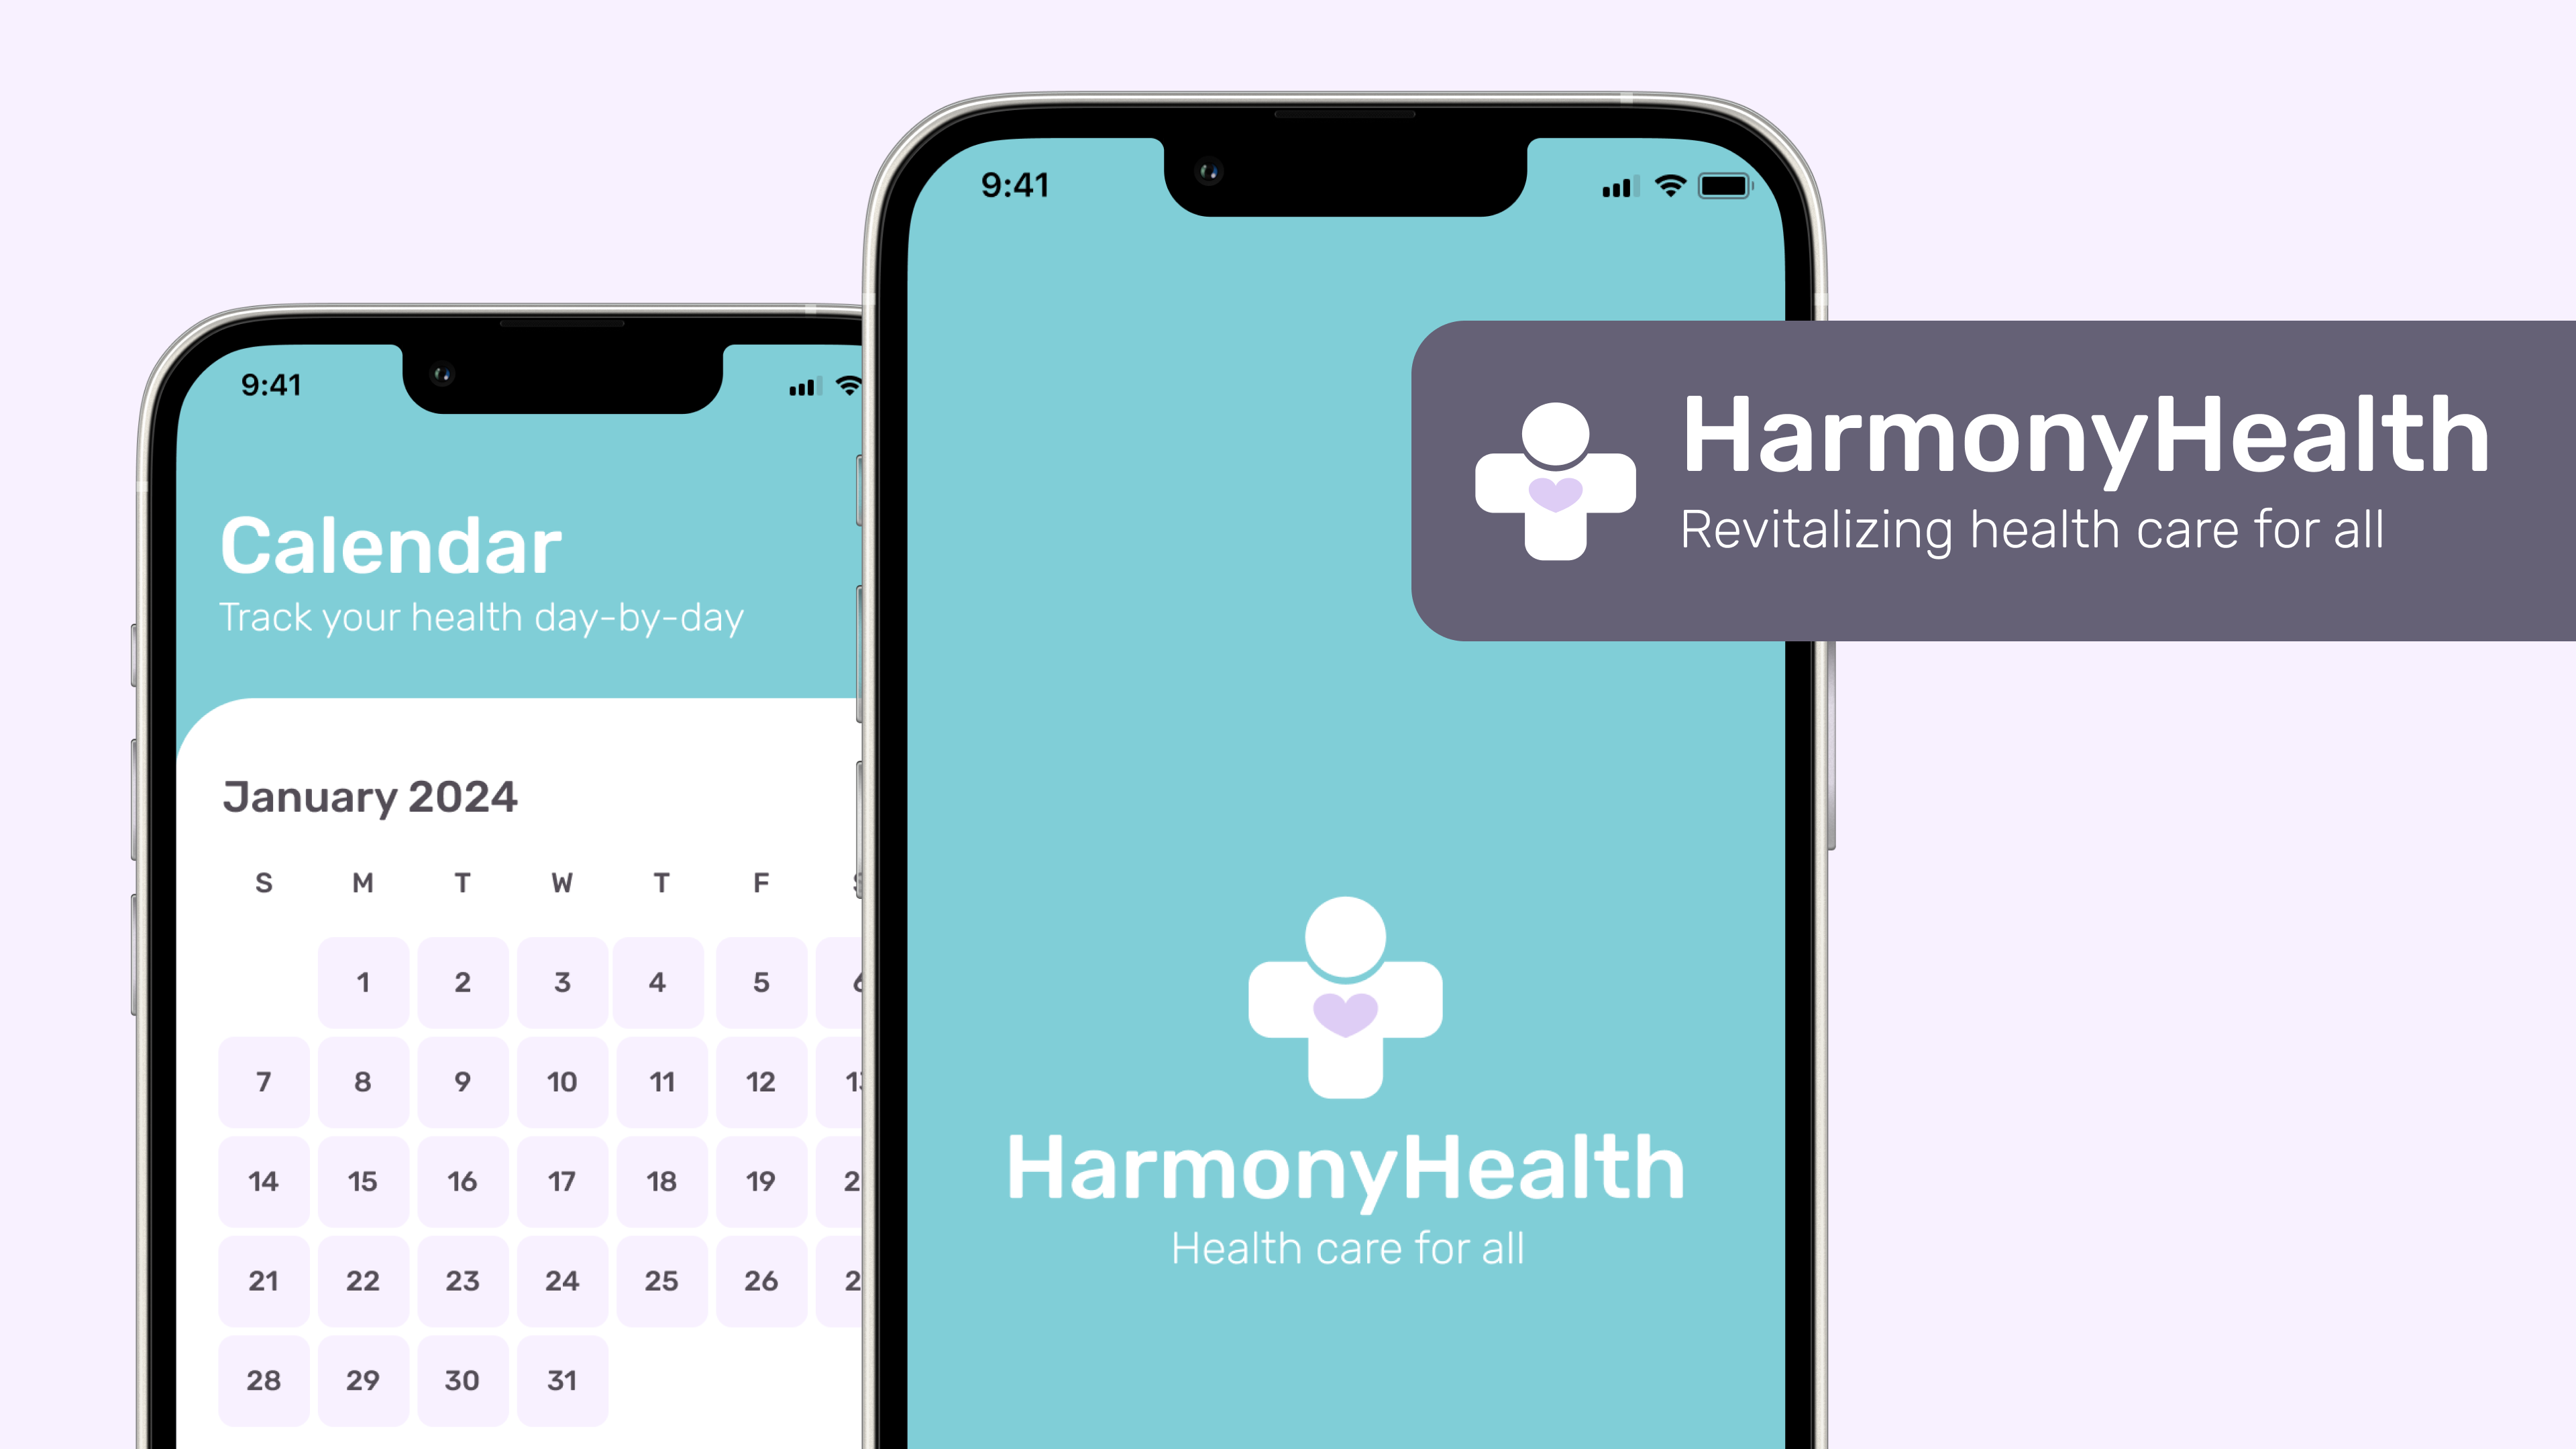 9:41
HarmonyHealth
Revitalizing health care for all
9:41
Calendar
Track your health day-by-day
January 2024
S M T W T F
1 2 3 4 5
7 8 9 10 11 12
14 15 16 17 18 19
21 22 23 24 25 26
28 29 30 31
HarmonyHealth
Health care for all